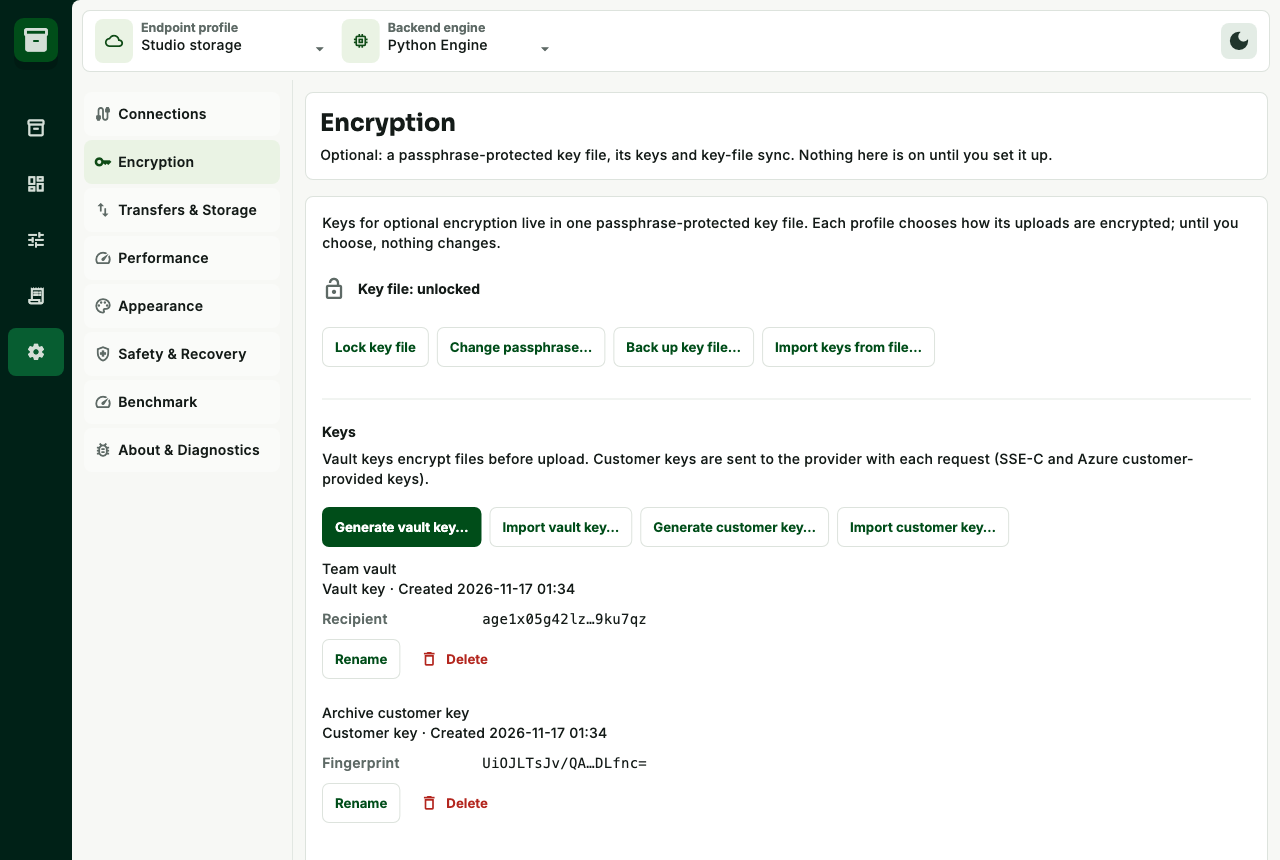 Endpoint profile
Studio storage
Backend engine
Python Engine
Connections
Encryption
Transfers & Storage
Performance
Appearance
Safety & Recovery
Benchmark
About & Diagnostics
Encryption
Optional: a passphrase-protected key file, its keys and key-file sync. Nothing here is on until you set it up.
Keys for optional encryption live in one passphrase-protected key file. Each profile chooses how its uploads are encrypted; until you
choose, nothing changes.
Key file: unlocked
Lock key file
Change passphrase...
Back up key file...
Import keys from file...
Keys
Vault keys encrypt files before upload. Customer keys are sent to the provider with each request (SSE-C and Azure customer-
provided keys).
Generate vault key...
Import vault key...
Generate customer key...
Import customer key...
Team vault
Vault key · Created 2026-11-17 01:34
Recipient age1x05g42lz…9ku7qz
Rename
Delete
Archive customer key
Customer key · Created 2026-11-17 01:34
Fingerprint UiOJLTsJv/QA…DLfnc=
Rename
Delete